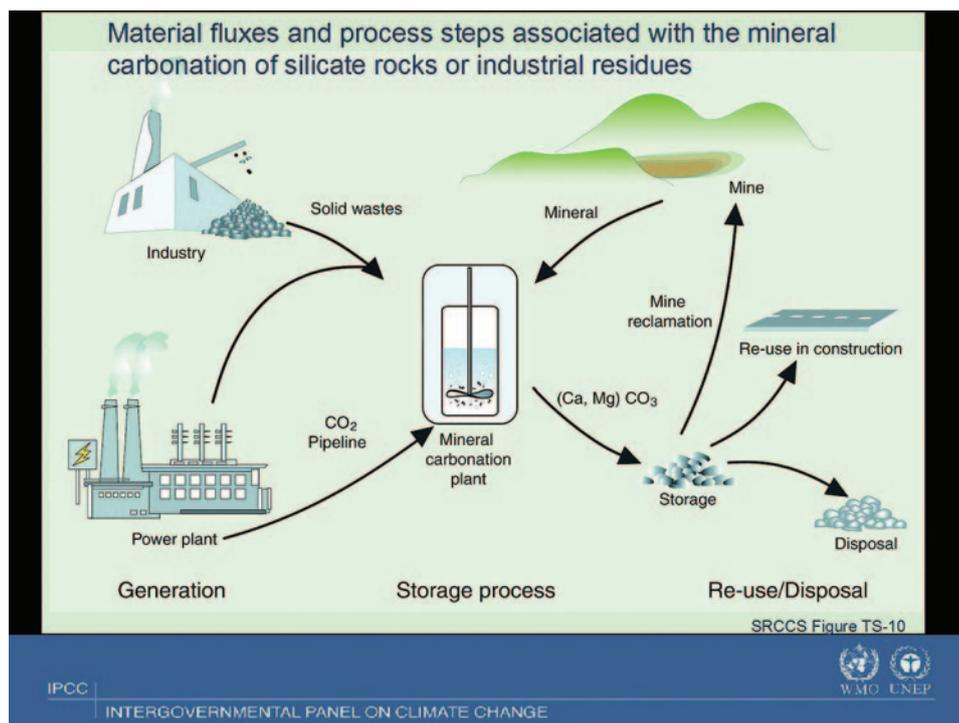 Material fluxes and process steps associated with the mineral
carbonation of silicate rocks or industrial residues
Solid wastes
Industry
Mineral
Mine
Mine
reclamation
Re-use in construction
CO₂
Pipeline
Mineral
carbonation
plant
(Ca, Mg) CO₃
Storage
Power plant
Disposal
Generation
Storage process
Re-use/Disposal
SRCCS Figure TS-10
IPCC
INTERGOVERNMENTAL PANEL ON CLIMATE CHANGE
WMO UNEP